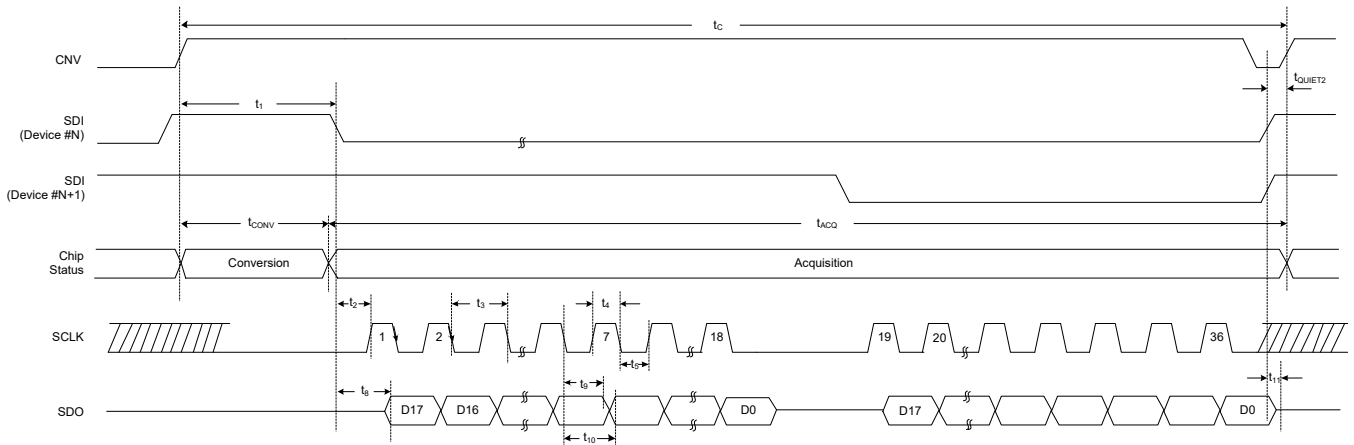 tC
CNV
tQUIET2
t1
SDI
(Device #N)
SDI
(Device #N+1)
tCONV
tACQ
Chip
Status
Conversion
Acquisition
t2
t3
t4
SCLK
1
2
7
18
19
20
36
t5
t8
t9
t11
SDO
D17
D16
D0
D17
D0
t10